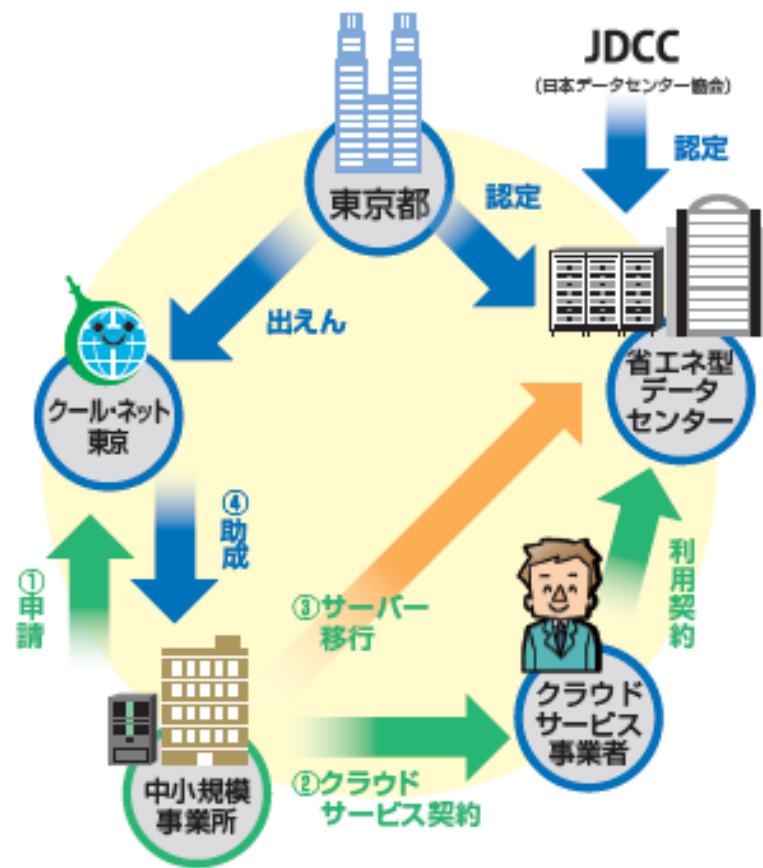 JDCC
(日本データセンター協会)
認定
東京都
認定
出えん
省エネ型
データ
センター
クール・ネット
東京
④助成
①申請
③サーバー
移行
利用契約
クラウド
サービス
事業者
②クラウド
サービス契約
中小規模
事業所